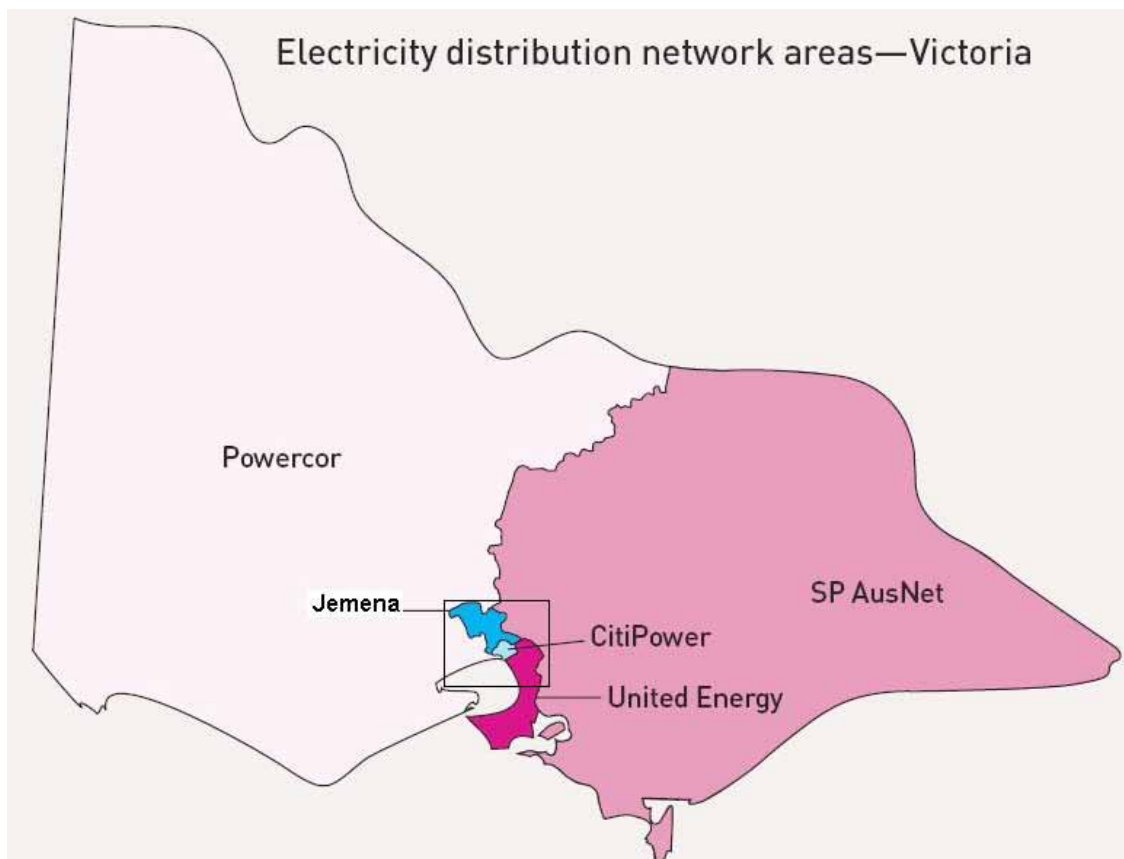 Electricity distribution network areas—Victoria
Powercor
SP AusNet
Jemena
CitiPower
United Energy